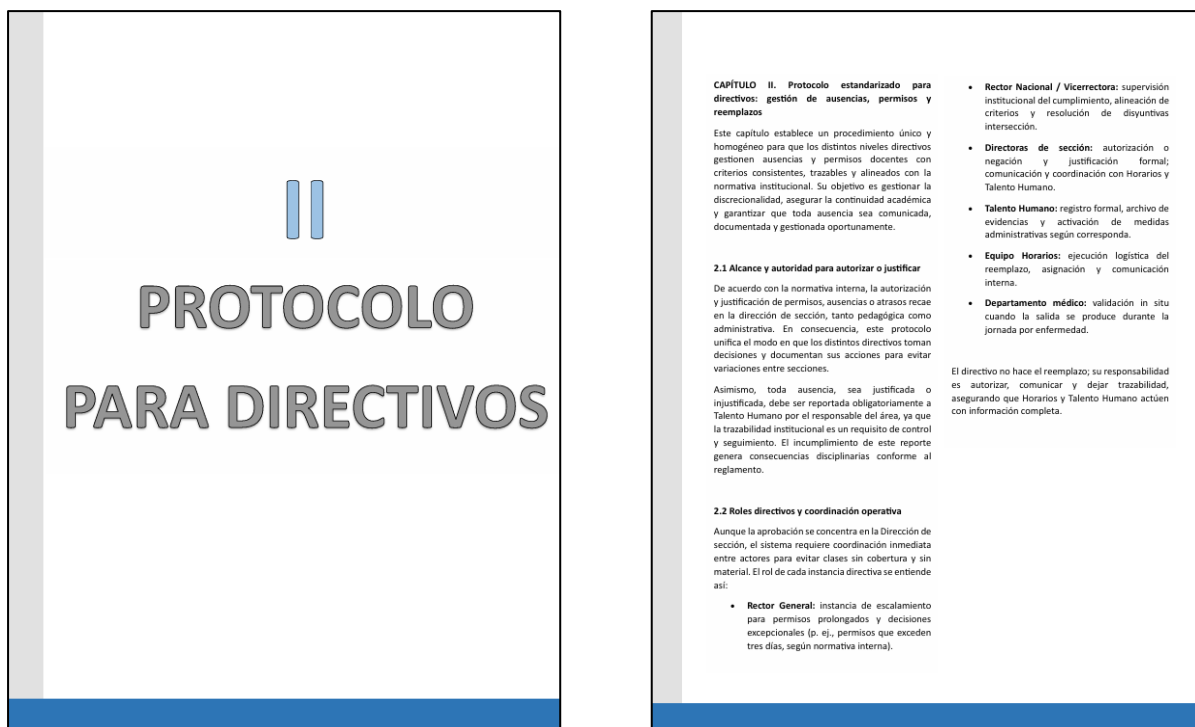 II
PROTOCOLO
PARA DIRECTIVOS
CAPÍTULO II. Protocolo estandarizado para
directivos: gestión de ausencias, permisos y
reemplazos
Este capítulo establece un procedimiento único y
homogéneo para que los distintos niveles directivos
gestionen ausencias y permisos docentes con
criterios consistentes, trazables y alineados con la
normativa institucional. Su objetivo es gestionar la
discrecionalidad, asegurar la continuidad académica
y garantizar que toda ausencia sea comunicada,
documentada y gestionada oportunamente.
2.1 Alcance y autoridad para autorizar o justificar
De acuerdo con la normativa interna, la autorización
y justificación de permisos, ausencias o atrasos recae
en la dirección de sección, tanto pedagógica como
administrativa. En consecuencia, este protocolo
unifica el modo en que los distintos directivos toman
decisiones y documentan sus acciones para evitar
variaciones entre secciones.
Asimismo, toda ausencia, sea justificada o
injustificada, debe ser reportada obligatoriamente a
Talento Humano por el responsable del área, ya que
la trazabilidad institucional es un requisito de control
y seguimiento. El incumplimiento de este reporte
genera consecuencias disciplinarias conforme al
reglamento.
2.2 Roles directivos y coordinación operativa
Aunque la aprobación se concentra en la Dirección de
sección, el sistema requiere coordinación inmediata
entre actores para evitar clases sin cobertura y sin
material. El rol de cada instancia directiva se entiende
así:
• Rector General: instancia de escalamiento
para permisos prolongados y decisiones
excepcionales (p. ej., permisos que exceden
tres días, según normativa interna).
• Rector Nacional / Vicerrectora: supervisión
institucional del cumplimiento, alineación de
criterios y resolución de disyuntivas
intersección.
• Directoras de sección: autorización o
negación y justificación formal;
comunicación y coordinación con Horarios y
Talento Humano.
• Talento Humano: registro formal, archivo de
evidencias y activación de medidas
administrativas según corresponda.
• Equipo Horarios: ejecución logística del
reemplazo, asignación y comunicación
interna.
• Departamento médico: validación in situ
cuando la salida se produce durante la
jornada por enfermedad.
El directivo no hace el reemplazo; su responsabilidad
es autorizar, comunicar y dejar trazabilidad,
asegurando que Horarios y Talento Humano actúen
con información completa.